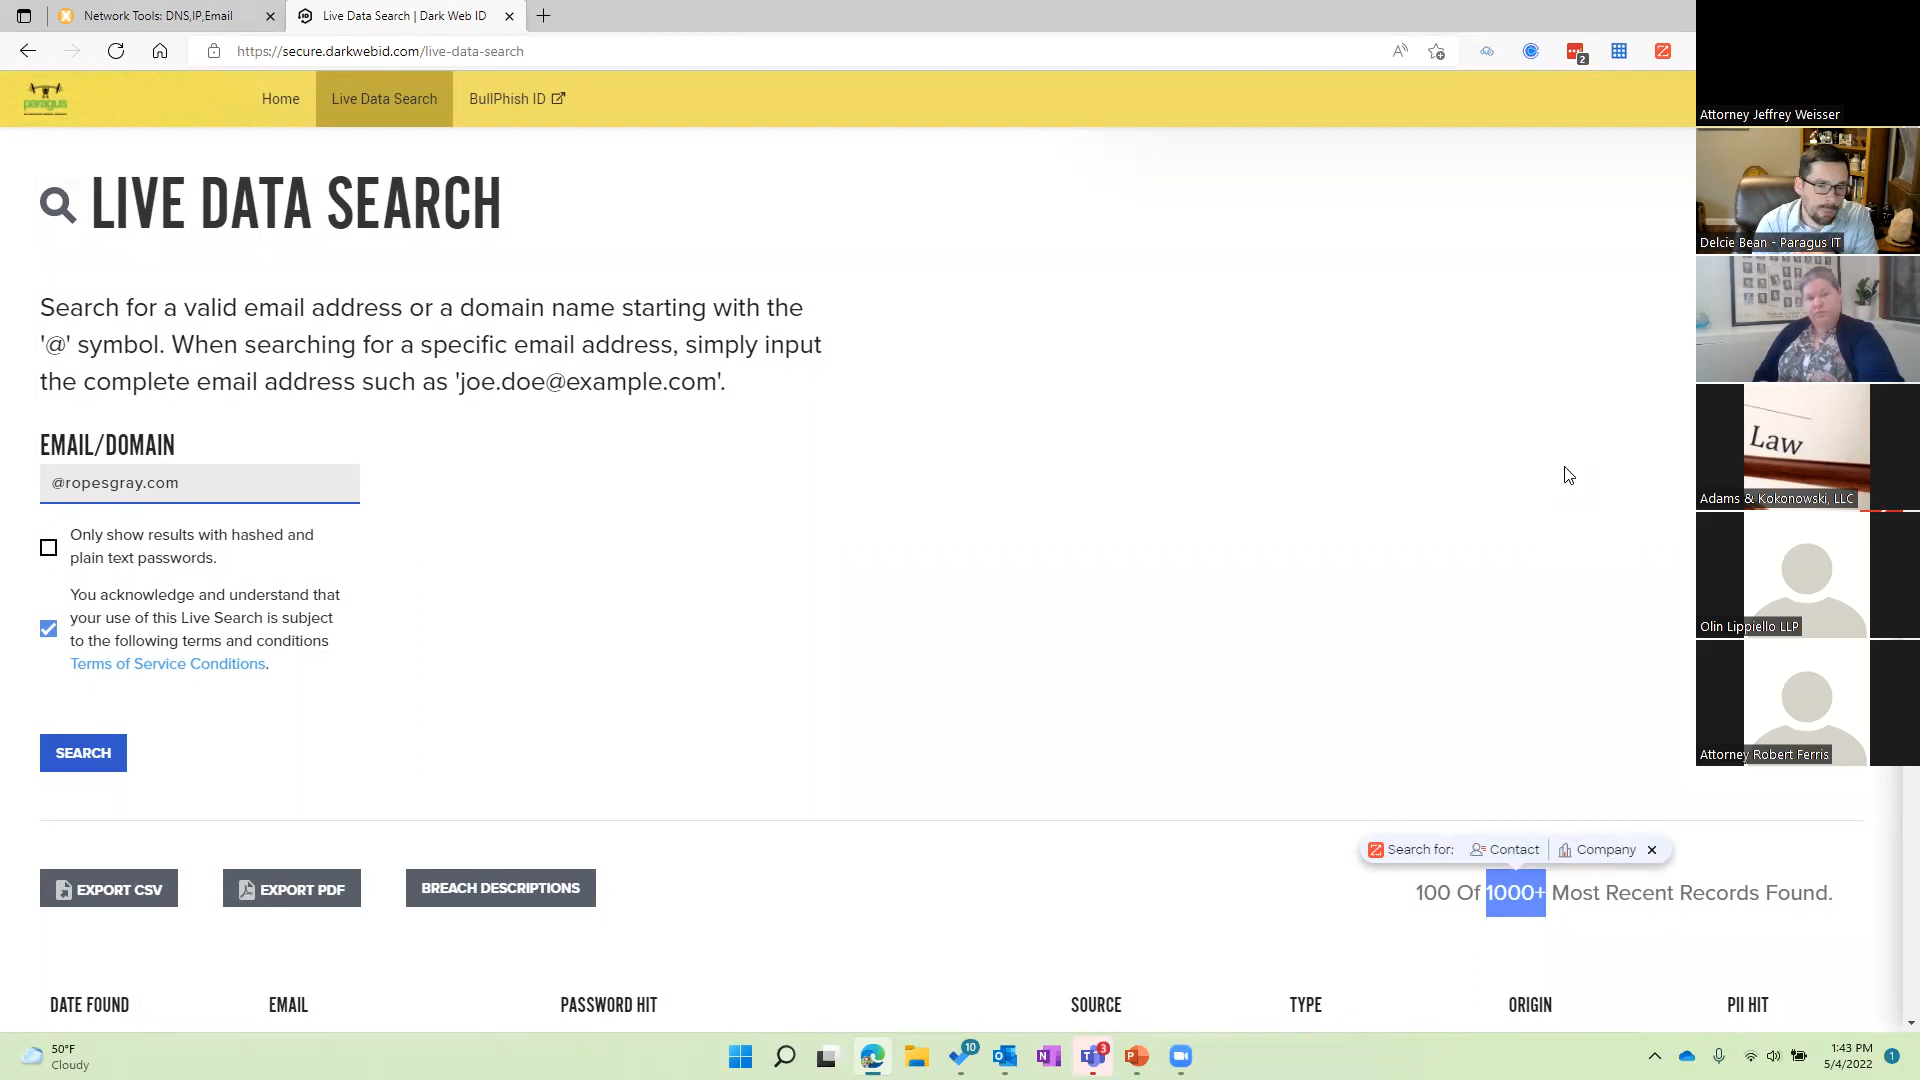 Network Tools: DNS,IP,Email
Live Data Search | Dark Web ID
https://secure.darkwebid.com/live-data-search
2
paragus
Home
Live Data Search
BullPhish ID
LIVE DATA SEARCH
Search for a valid email address or a domain name starting with the
'@' symbol. When searching for a specific email address, simply input
the complete email address such as 'joe.doe@example.com'.
EMAIL/DOMAIN
@ropesgray.com
Only show results with hashed and
plain text passwords.
You acknowledge and understand that
your use of this Live Search is subject
to the following terms and conditions
Terms of Service Conditions.
SEARCH
EXPORT CSV
EXPORT PDF
BREACH DESCRIPTIONS
Search for:
Contact
Company
100 Of 1000+ Most Recent Records Found.
DATE FOUND
EMAIL
PASSWORD HIT
SOURCE
TYPE
ORIGIN
PII HIT
Attorney Jeffrey Weisser
Delcie Bean - Paragus IT
Law
Adams & Kokonowski, LLC
Olin Lippiello LLP
Attorney Robert Ferris
50°F
Cloudy
10
3
1:43 PM
5/4/2022
1